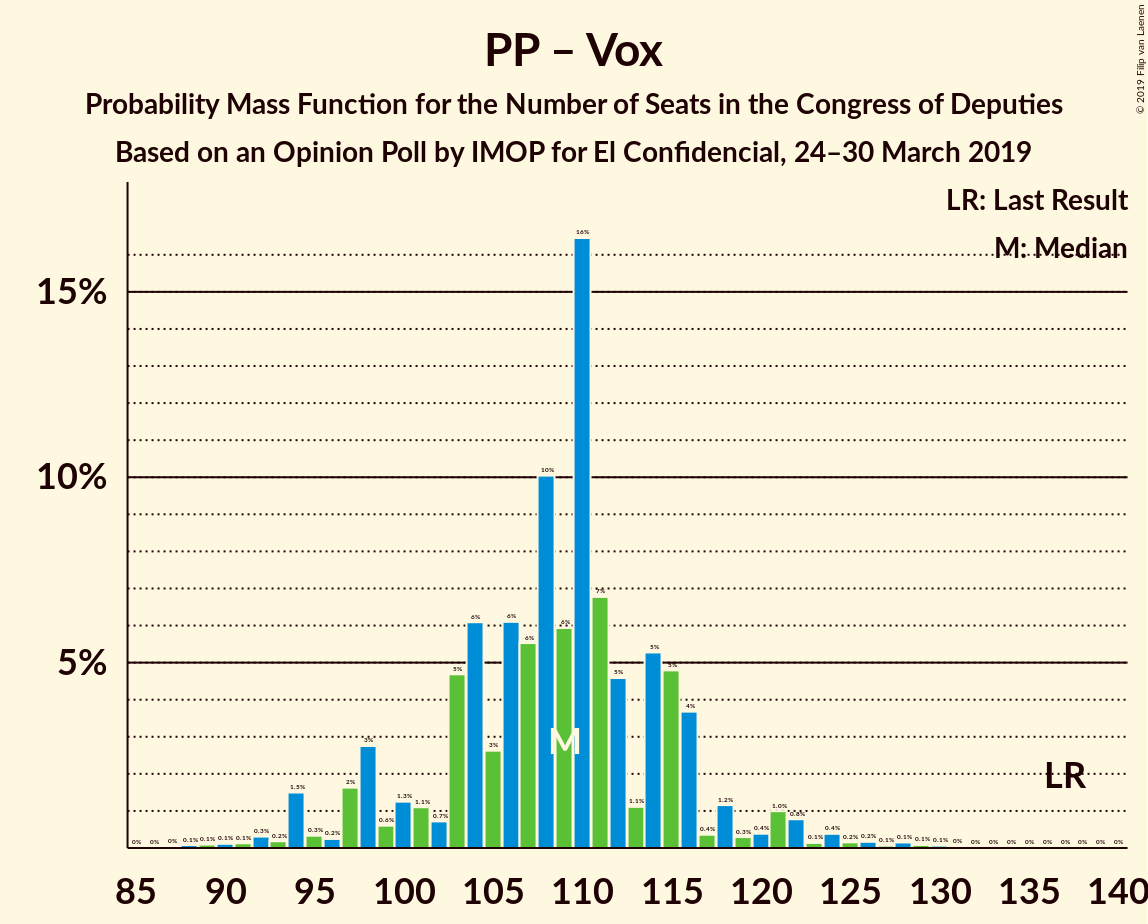 PP – Vox
Probability Mass Function for the Number of Seats in the Congress of Deputies
Based on an Opinion Poll by IMOP for El Confidencial, 24–30 March 2019
© 2019 Filip van Laenen
LR: Last Result
M: Median
15%
10%
5%
0% 0% 0% 0.1% 0.1% 0.1% 0.1% 0.3% 0.2% 1.5% 0.3% 0.2% 2% 3% 0.6% 1.3% 1.1% 0.7% 5% 6% 3% 6% 6% 10% 6% 16% 7% 5% 1.1% 5% 5% 4% 0.4% 1.2% 0.3% 0.4% 1.0% 0.8% 0.1% 0.4% 0.2% 0.2% 0.1% 0.1% 0.1% 0.1% 0% 0% 0% 0% 0% 0% 0% 0% 0% 0%
M
LR
85 90 95 100 105 110 115 120 125 130 135 140